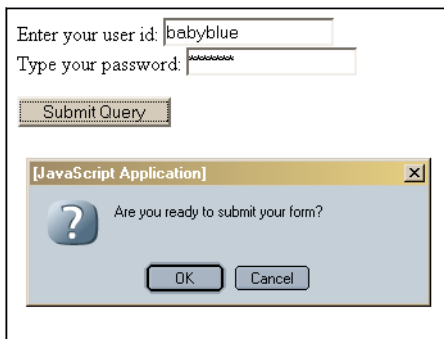 Enter your user id: babyblue
Type your password: *******
Submit Query
[JavaScript Application]
?
Are you ready to submit your form?
OK Cancel